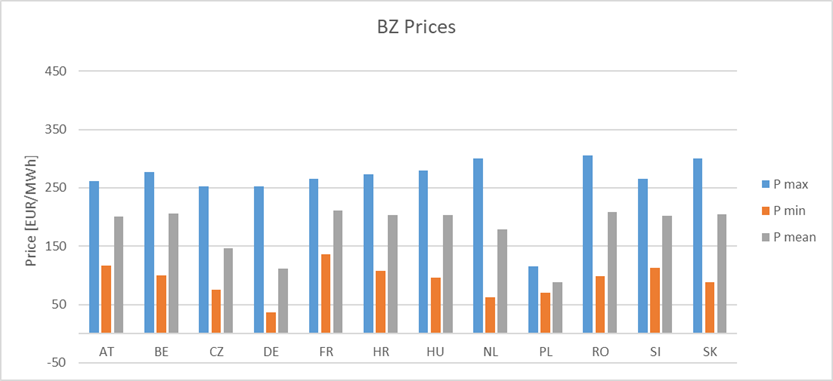 BZ Prices
450
350
250
150
50
-50
Price [EUR/MWh]
AT BE CZ DE FR HR HU NL PL RO SI SK
P max
P min
P mean